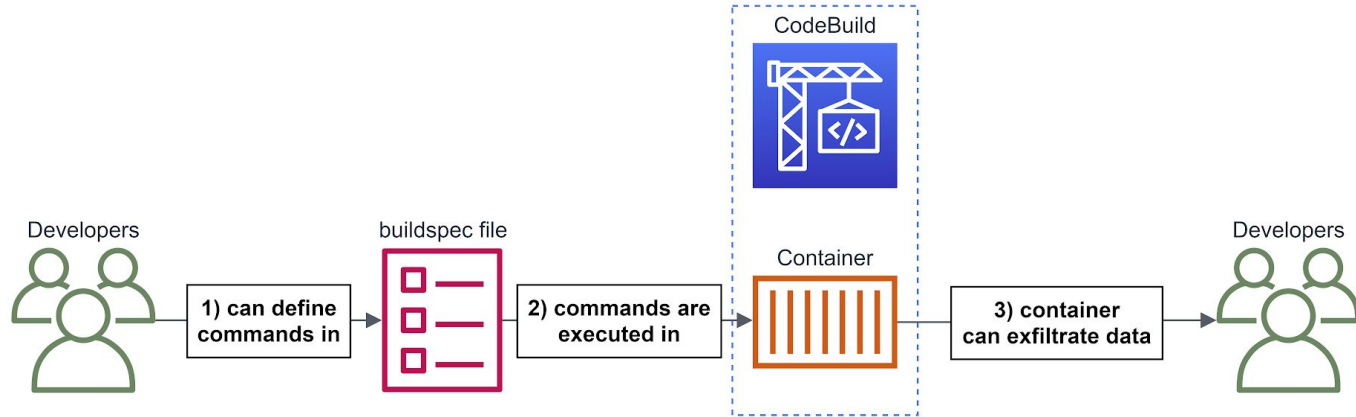 CodeBuild
</>
Developers
buildspec file
Container
Developers
1) can define
commands in
2) commands are
executed in
3) container
can exfiltrate data